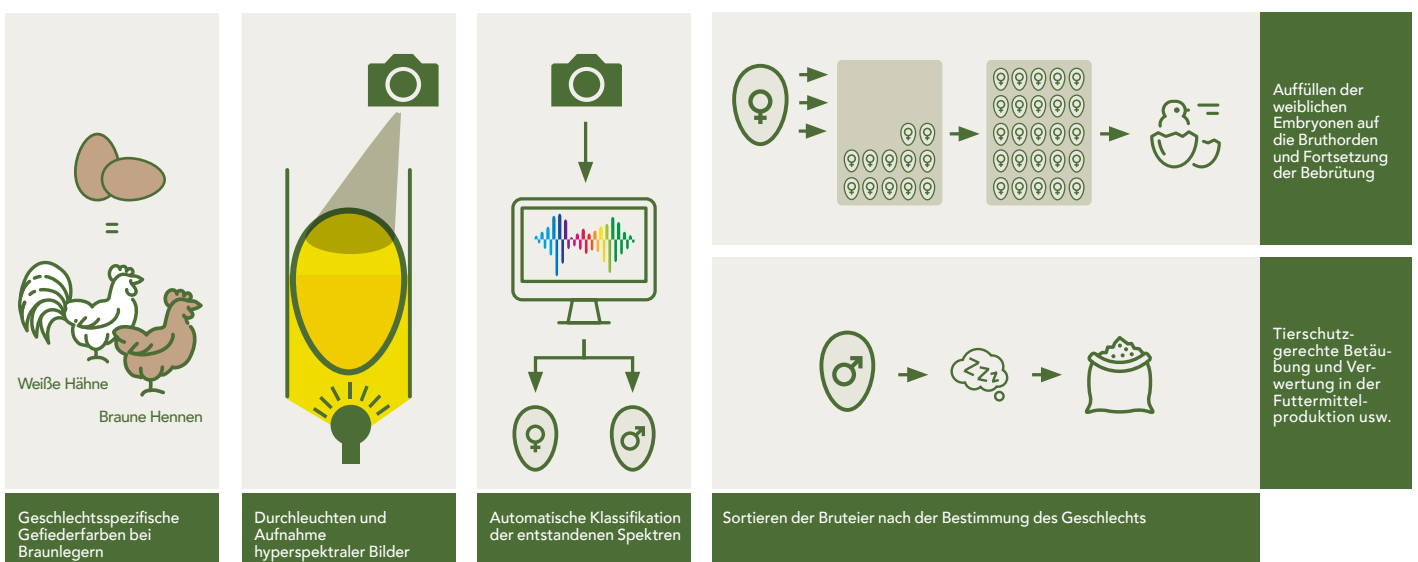 Weiße Hähne
Braune Hennen
Geschlechtsspezifische
Gefiederfarben bei
Braunlegern
Durchleuchten und
Aufnahme
hyperspektraler Bilder
Automatische Klassifikation
der entstandenen Spektren
Sortieren der Bruteier nach der Bestimmung des Geschlechts
Auffüllen der
weiblichen
Embryonen auf
die Bruthorden
und Fortsetzung
der Bebrütung
ZZZ
Tierschutz-
gerechte Betäu-
bung und Ver-
wertung in der
Futtermittel-
produktion usw.